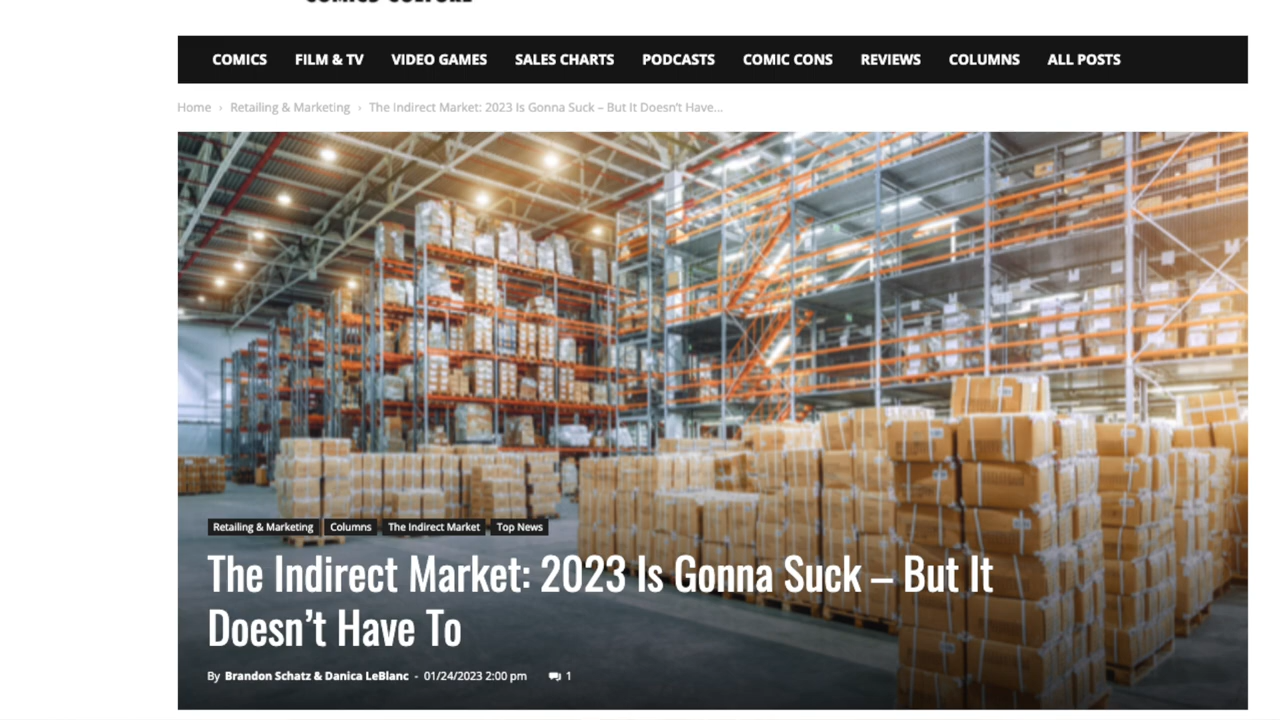 COMICS CULTURE
COMICS FILM & TV VIDEO GAMES SALES CHARTS PODCASTS COMIC CONS REVIEWS COLUMNS ALL POSTS
Home › Retailing & Marketing › The Indirect Market: 2023 Is Gonna Suck – But It Doesn’t Have...
Retailing & Marketing Columns The Indirect Market Top News
The Indirect Market: 2023 Is Gonna Suck – But It
Doesn’t Have To
By Brandon Schatz & Danica LeBlanc - 01/24/2023 2:00 pm 1